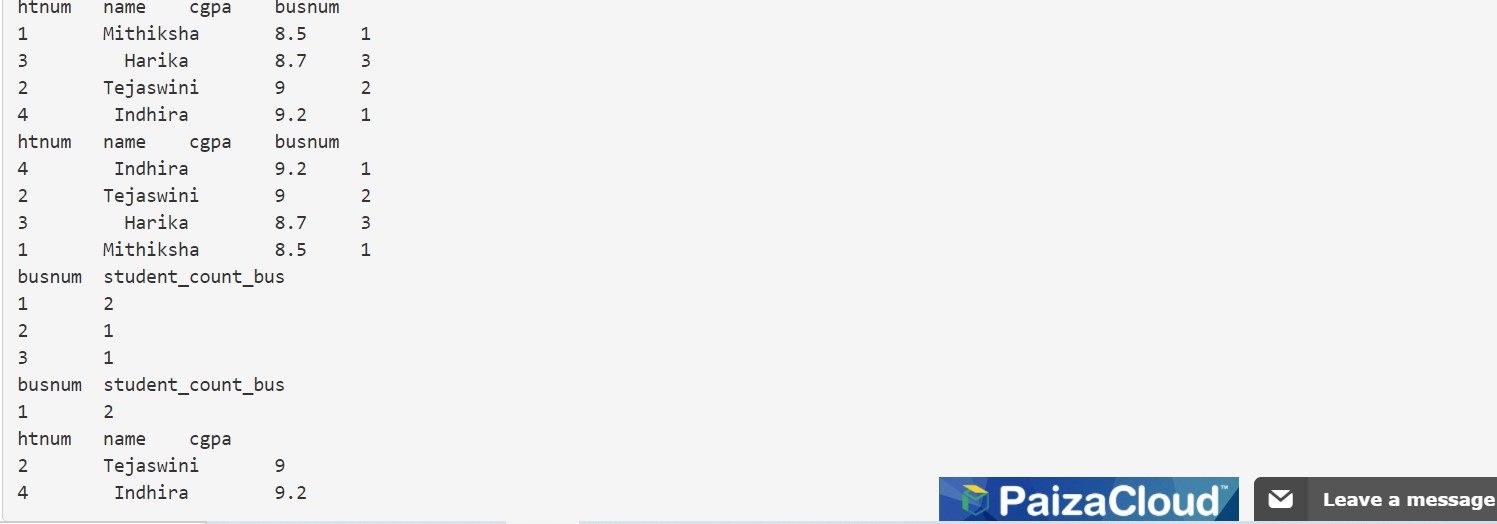 htnum   name    cgpa    busnum
1       Mithiksha       8.5     1
3         Harika        8.7     3
2       Tejaswini       9       2
4        Indhira        9.2     1
htnum   name    cgpa    busnum
4        Indhira        9.2     1
2       Tejaswini       9       2
3         Harika        8.7     3
1       Mithiksha       8.5     1
busnum  student_count_bus
1       2
2       1
3       1
busnum  student_count_bus
1       2
htnum   name    cgpa
2       Tejaswini       9
4        Indhira        9.2
PaizaCloud™
Leave a message